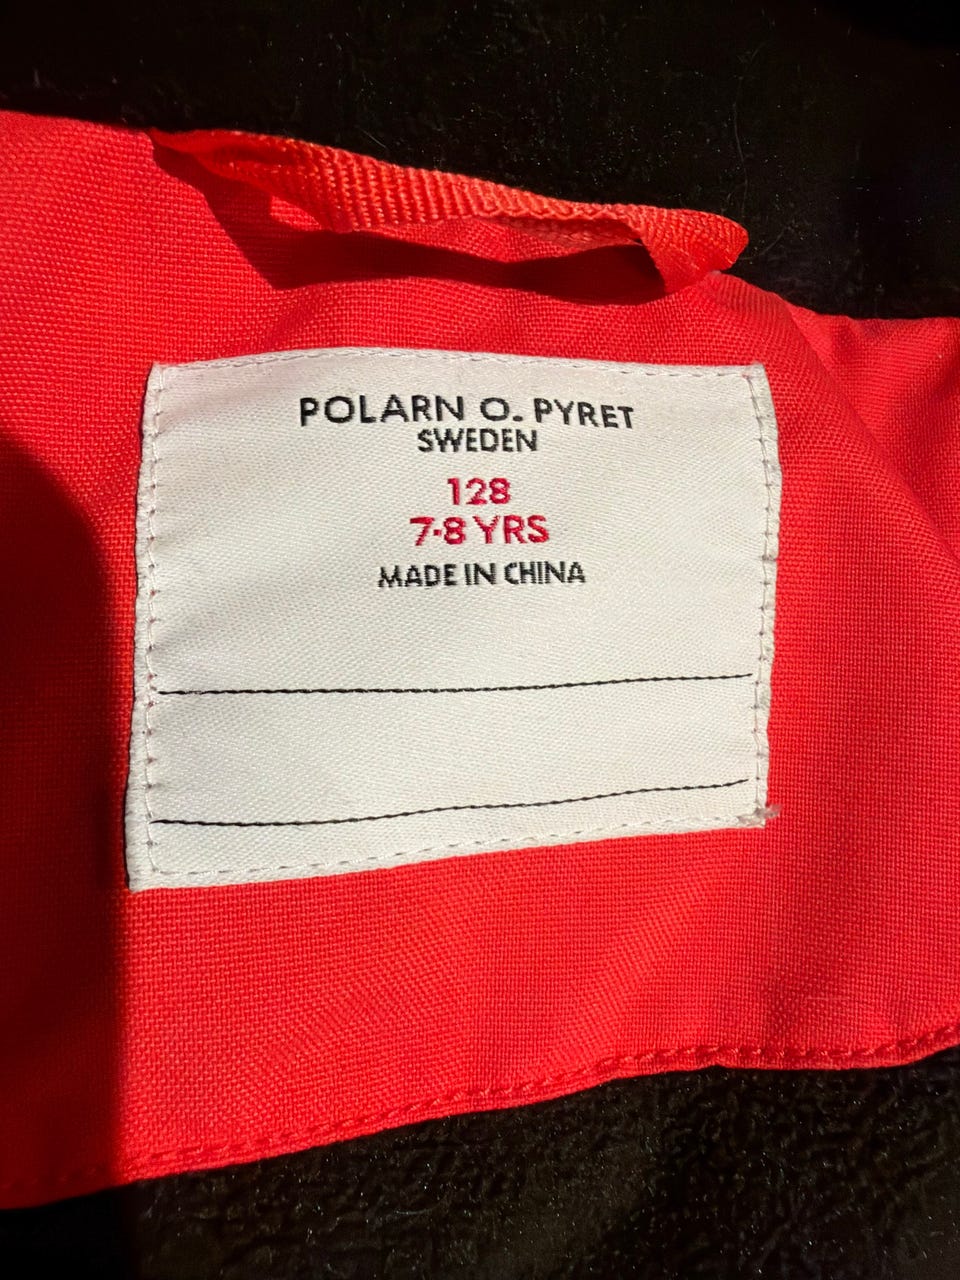 POLARN O. PYRET
SWEDEN
128
7-8 YRS
MADE IN CHINA